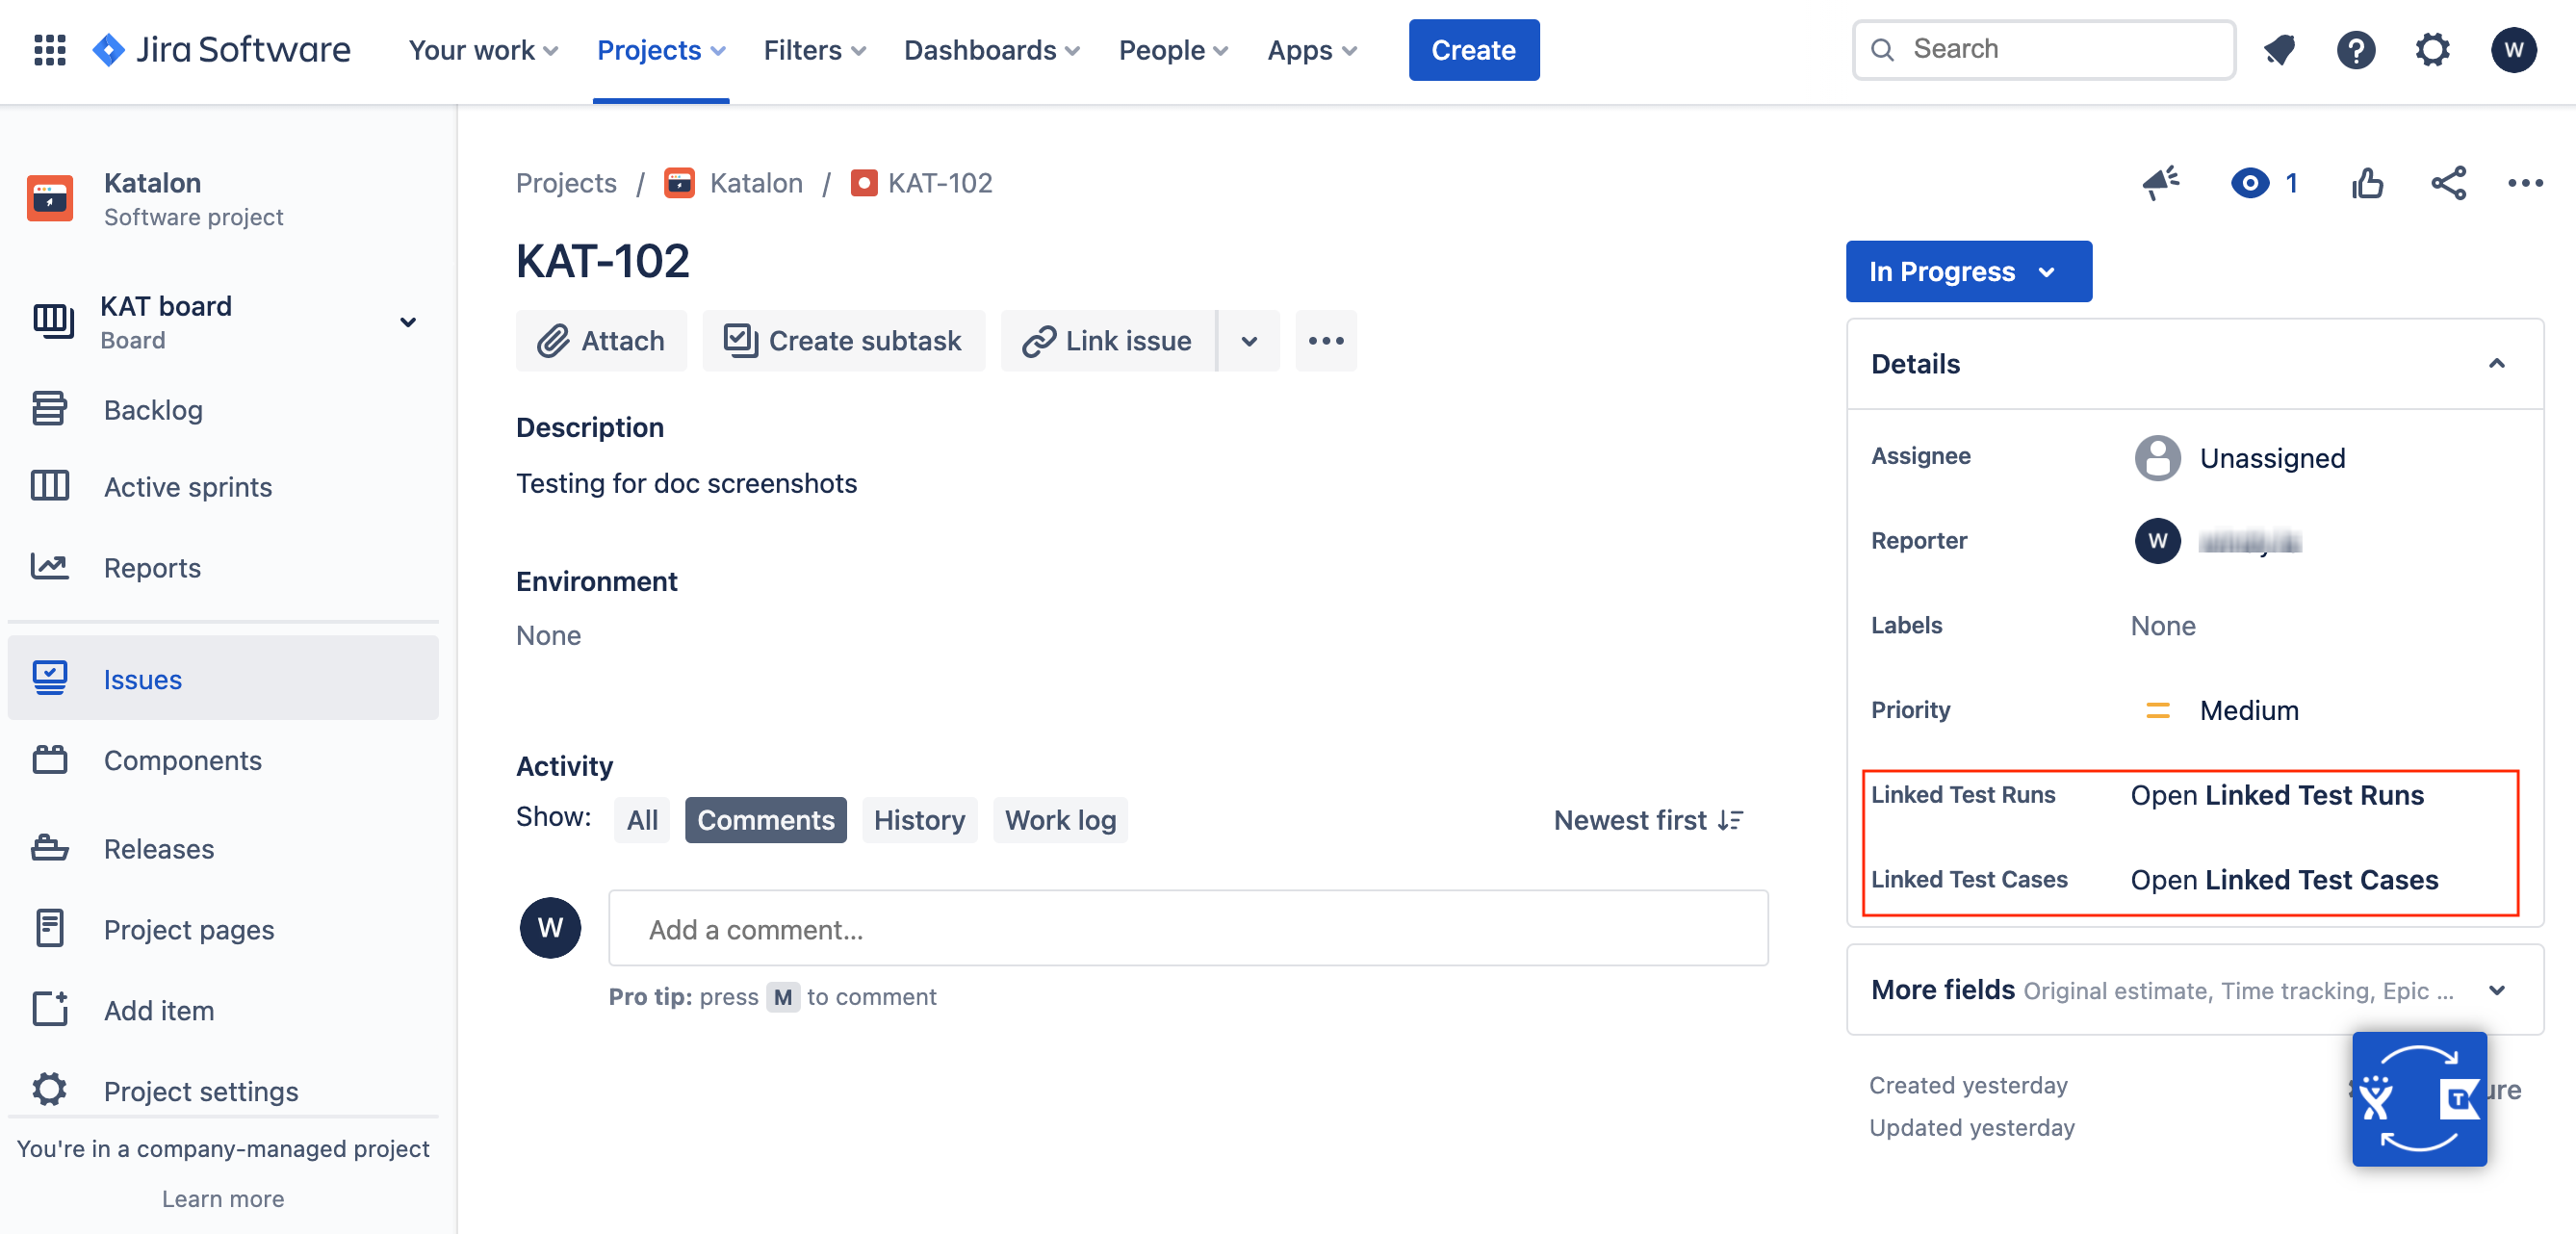 Jira Software Your work Projects Filters Dashboards People Apps Create Search W
Katalon
Software project
KAT board
Board
Backlog
Active sprints
Reports
Issues
Components
Releases
Project pages
Add item
Project settings
You're in a company-managed project
Learn more
Projects / Katalon / KAT-102
1
KAT-102
Attach Create subtask Link issue
Description
Testing for doc screenshots
Environment
None
Activity
Show: All Comments History Work log Newest first
W Add a comment...
Pro tip: press M to comment
In Progress
Details
Assignee Unassigned
Reporter W
Labels None
Priority Medium
Linked Test Runs Open Linked Test Runs
Linked Test Cases Open Linked Test Cases
More fields Original estimate, Time tracking, Epic ...
Created yesterday
Updated yesterday
T